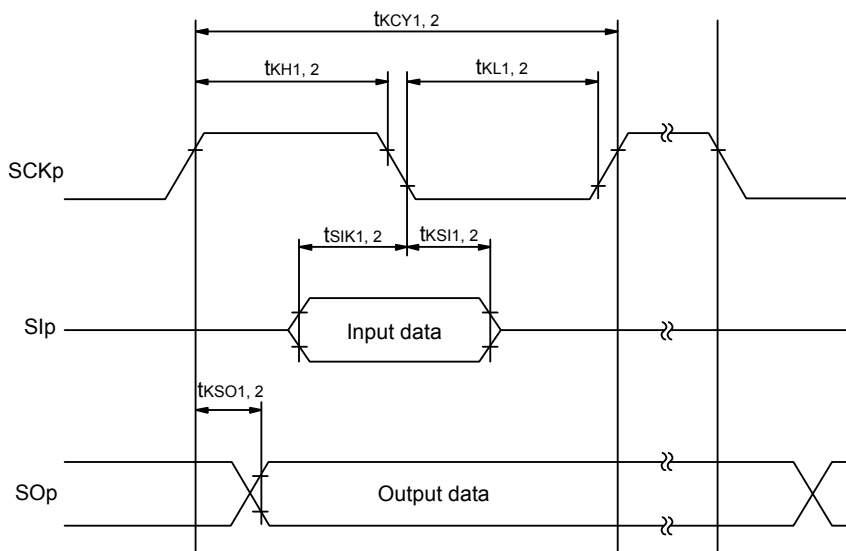 tKCY1, 2
tKH1, 2
tKL1, 2
SCKp
tSIK1, 2
tKSI1, 2
SIp
Input data
tKSO1, 2
SOp
Output data